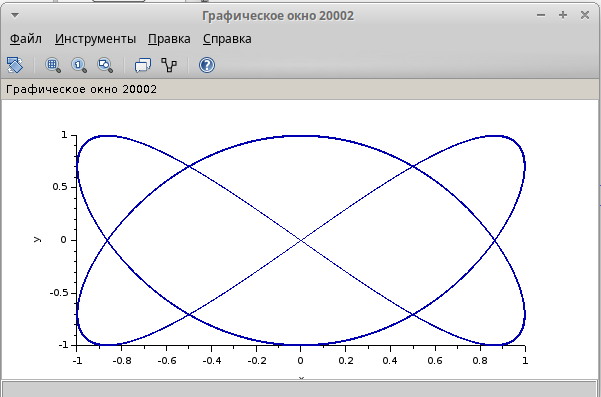 Графическое окно 20002
Файл Инструменты Правка Справка
Графическое окно 20002
1
0.5
y
0
-0.5
-1
-1 -0.8 -0.6 -0.4 -0.2 0 0.2 0.4 0.6 0.8 1